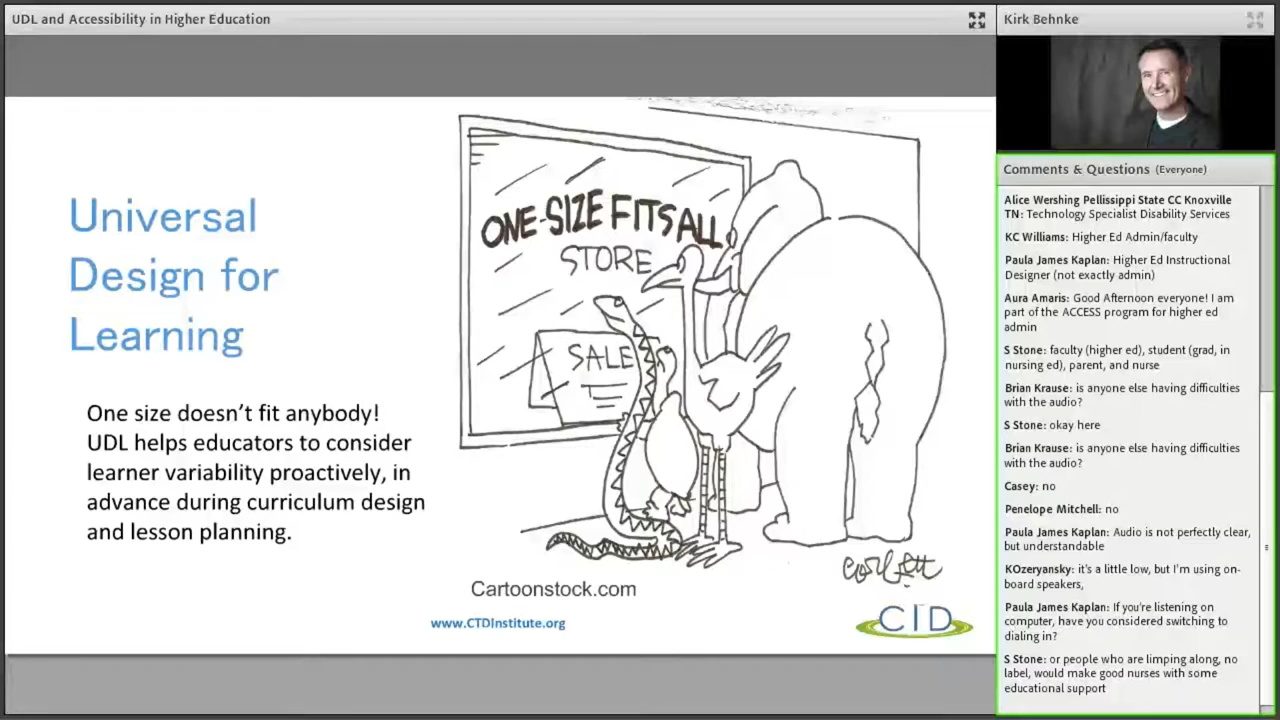 UDL and Accessibility in Higher Education
Universal
Design for
Learning
One size doesn't fit anybody!
UDL helps educators to consider
learner variability proactively, in
advance during curriculum design
and lesson planning.
ONE-SIZE FITS ALL
STORE
SALE
corbett
Cartoonstock.com
www.CTDInstitute.org
CTD
Kirk Behnke
Comments & Questions (Everyone)
Alice Wershing Pellissippi State CC Knoxville
TN: Technology Specialist Disability Services
KC Williams: Higher Ed Admin/faculty
Paula James Kaplan: Higher Ed Instructional
Designer (not exactly admin)
Aura Amaris: Good Afternoon everyone! I am
part of the ACCESS program for higher ed
admin
S Stone: faculty (higher ed), student (grad, in
nursing ed), parent, and nurse
Brian Krause: is anyone else having difficulties
with the audio?
S Stone: okay here
Brian Krause: is anyone else having difficulties
with the audio?
Casey: no
Penelope Mitchell: no
Paula James Kaplan: Audio is not perfectly clear,
but understandable
KOzeryansky: it's a little low, but I'm using on-
board speakers,
Paula James Kaplan: If you're listening on
computer, have you considered switching to
dialing in?
S Stone: or people who are limping along, no
label, would make good nurses with some
educational support